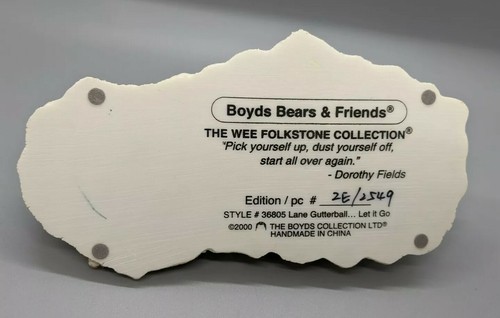 Boyds Bears & Friends®
THE WEE FOLKSTONE COLLECTION®
"Pick yourself up, dust yourself off,
start all over again."
- Dorothy Fields
Edition / pc # 2E/2549
STYLE # 36805 Lane Gutterball... Let it Go
©2000 THE BOYDS COLLECTION LTD®
HANDMADE IN CHINA